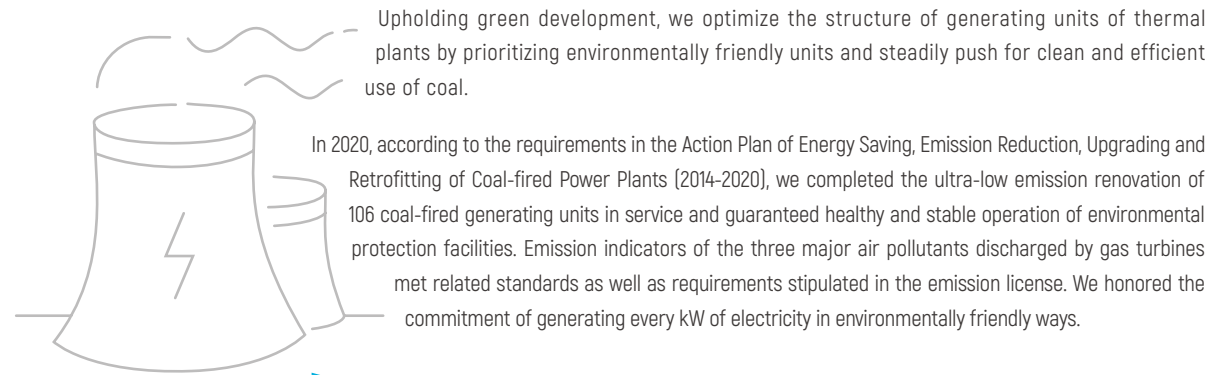 Upholding green development, we optimize the structure of generating units of thermal
plants by prioritizing environmentally friendly units and steadily push for clean and efficient
use of coal.
In 2020, according to the requirements in the Action Plan of Energy Saving, Emission Reduction, Upgrading and
Retrofitting of Coal-fired Power Plants (2014-2020), we completed the ultra-low emission renovation of
106 coal-fired generating units in service and guaranteed healthy and stable operation of environmental
protection facilities. Emission indicators of the three major air pollutants discharged by gas turbines
met related standards as well as requirements stipulated in the emission license. We honored the
commitment of generating every kW of electricity in environmentally friendly ways.